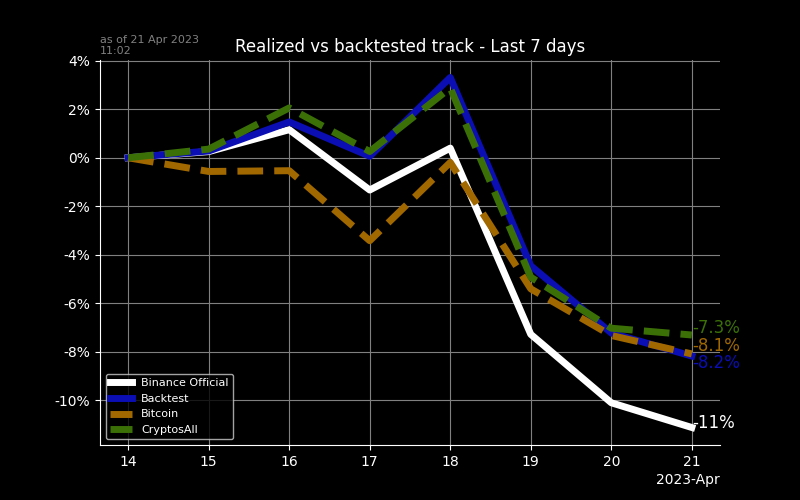 as of 21 Apr 2023
11:02
Realized vs backtested track - Last 7 days
4%
2%
0%
-2%
-4%
-6%
-8%
-10%
-7.3%
-8.1%
-8.2%
-11%
Binance Official
Backtest
Bitcoin
CryptosAll
14 15 16 17 18 19 20 21
2023-Apr